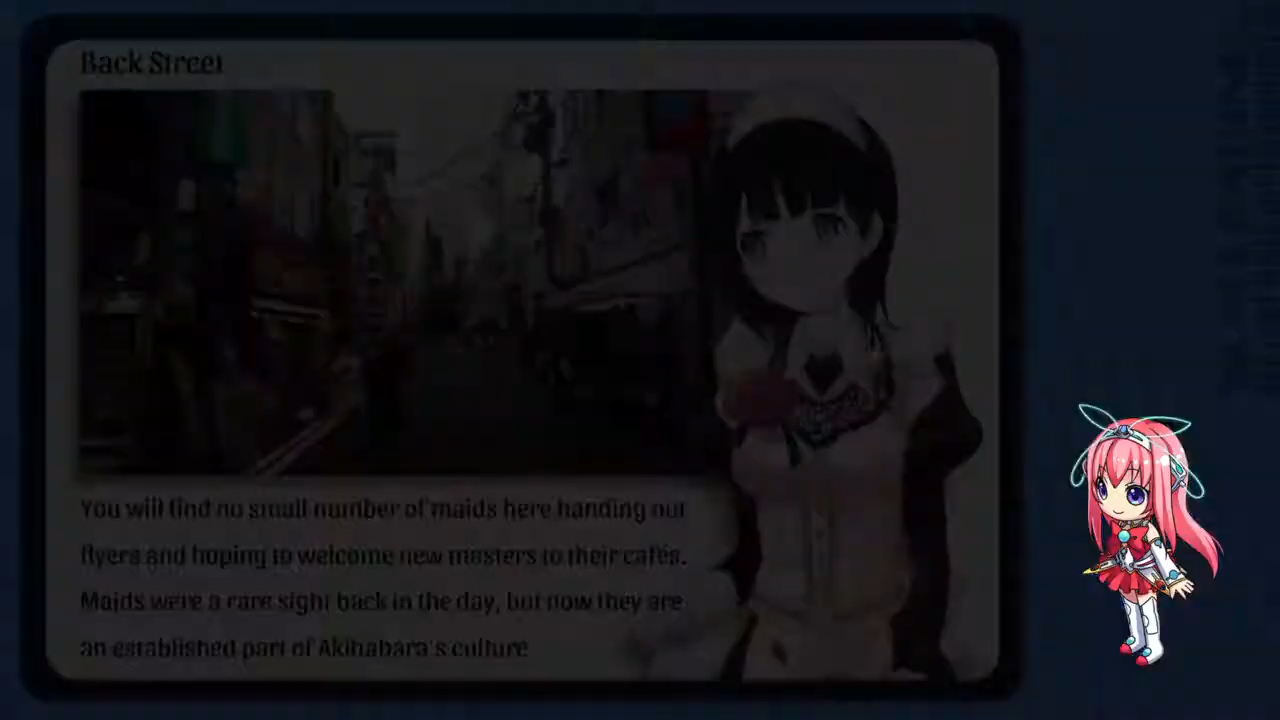 Back Street
You will find no small number of maids here handing out
flyers and hoping to welcome new masters to their cafés.
Maids were a rare sight back in the day, but now they are
an established part of Akihabara's culture